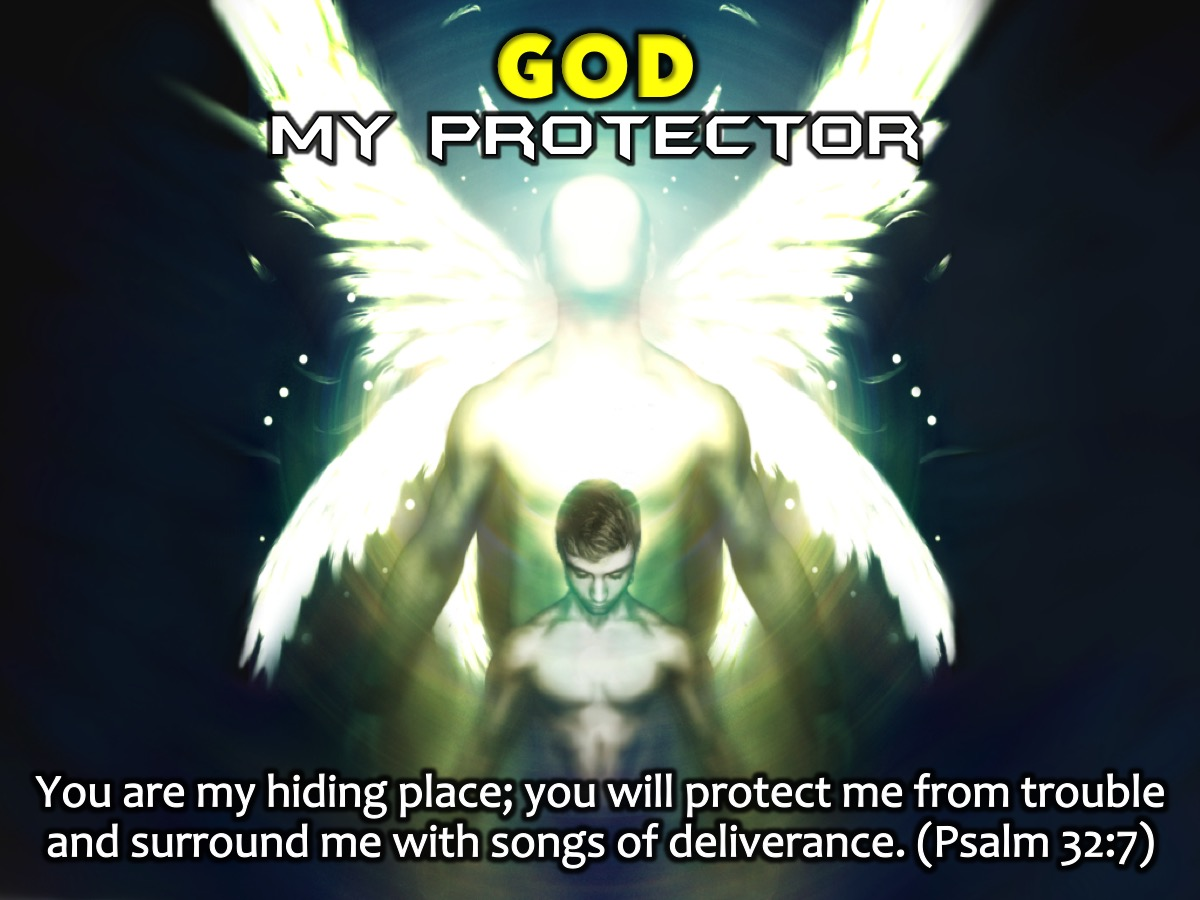 GOD
MY PROTECTOR
You are my hiding place; you will protect me from trouble
and surround me with songs of deliverance. (Psalm 32:7)